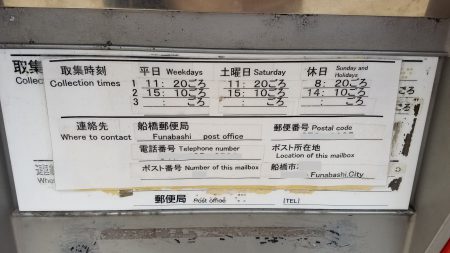 取集
Collection
取集時刻
Collection times
平日 Weekdays
土曜日 Saturday
休日 Sunday and Holidays
1 11:20ごろ 11:20ごろ 8:20ごろ
2 15:10ごろ 15:10ごろ 14:10ごろ
3 : ごろ : ごろ : ごろ
連絡先
Where to contact
船橋郵便局
Funabashi post office
郵便番号 Postal code
電話番号 Telephone number
ポスト所在地
Location of this mailbox
ポスト番号 Number of this mailbox
船橋市:
Funabashi.City
Where
郵便局 Post office [TEL]